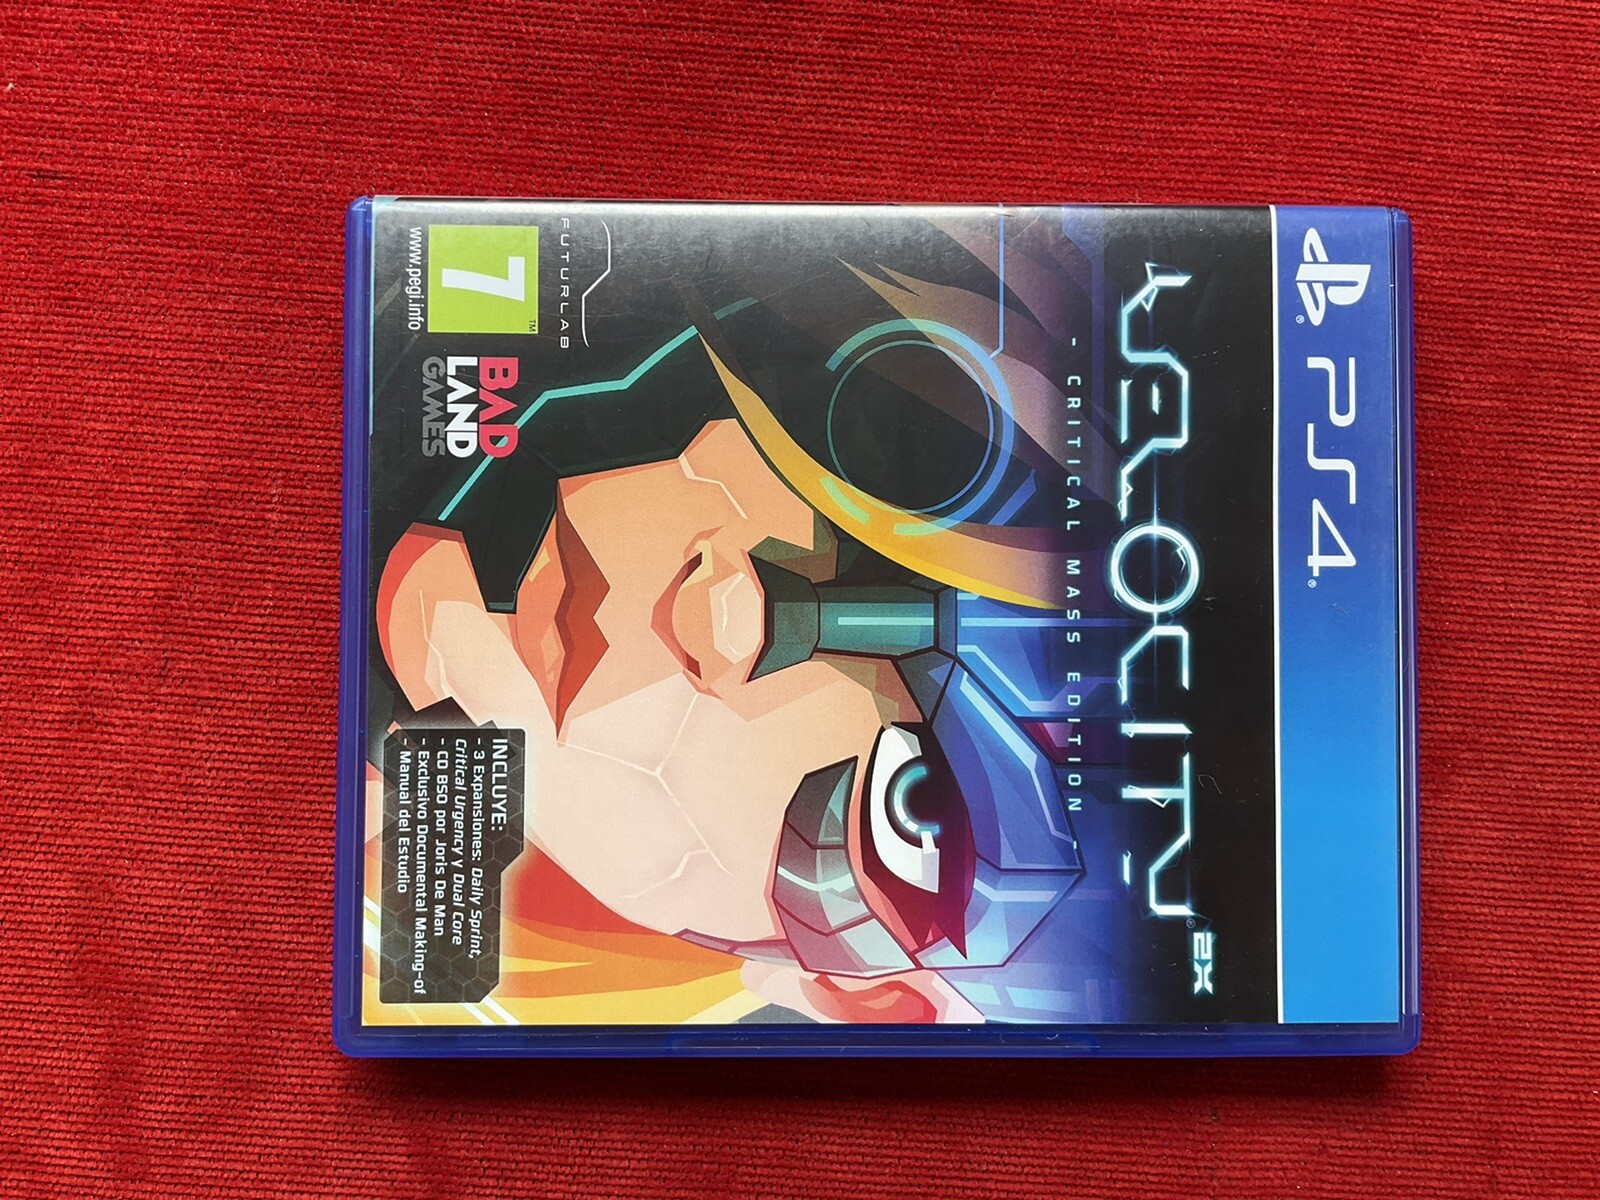 PS4
VELOCITY 2X
- CRITICAL MASS EDITION -
FUTURLAB
7
www.pegi.info
BAD
LAND
GAMES
INCLUYE:
- 3 Expansiones: Daily Sprint,
Critical Urgency y Dual Core
- CD BSO por Joris De Man
- Exclusivo Documental Making-of
- Manual del Estudio